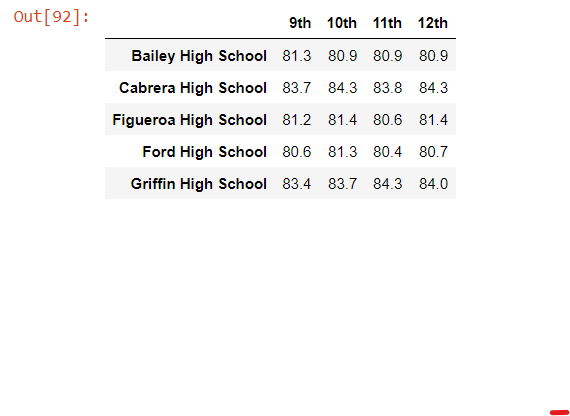 Out[92]:
9th 10th 11th 12th
Bailey High School 81.3 80.9 80.9 80.9
Cabrera High School 83.7 84.3 83.8 84.3
Figueroa High School 81.2 81.4 80.6 81.4
Ford High School 80.6 81.3 80.4 80.7
Griffin High School 83.4 83.7 84.3 84.0